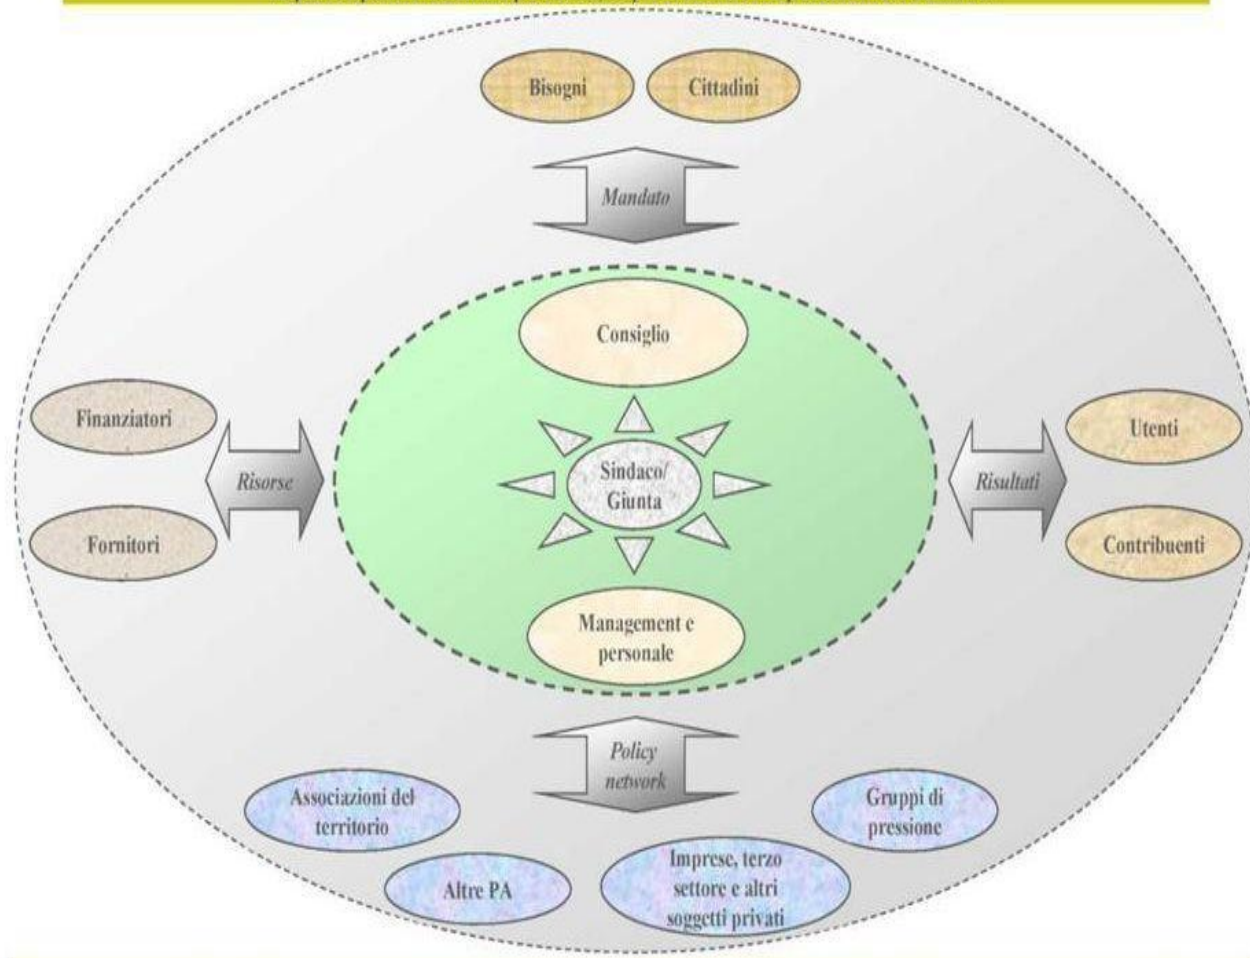 Bisogni
Cittadini
Mandato
Consiglio
Finanziatori
Risorse
Fornitori
Sindaco/
Giunta
Utenti
Risultati
Contribuenti
Management e
personale
Policy
network
Associazioni del
territorio
Altre PA
Imprese, terzo
settore e altri
soggetti privati
Gruppi di
pressione